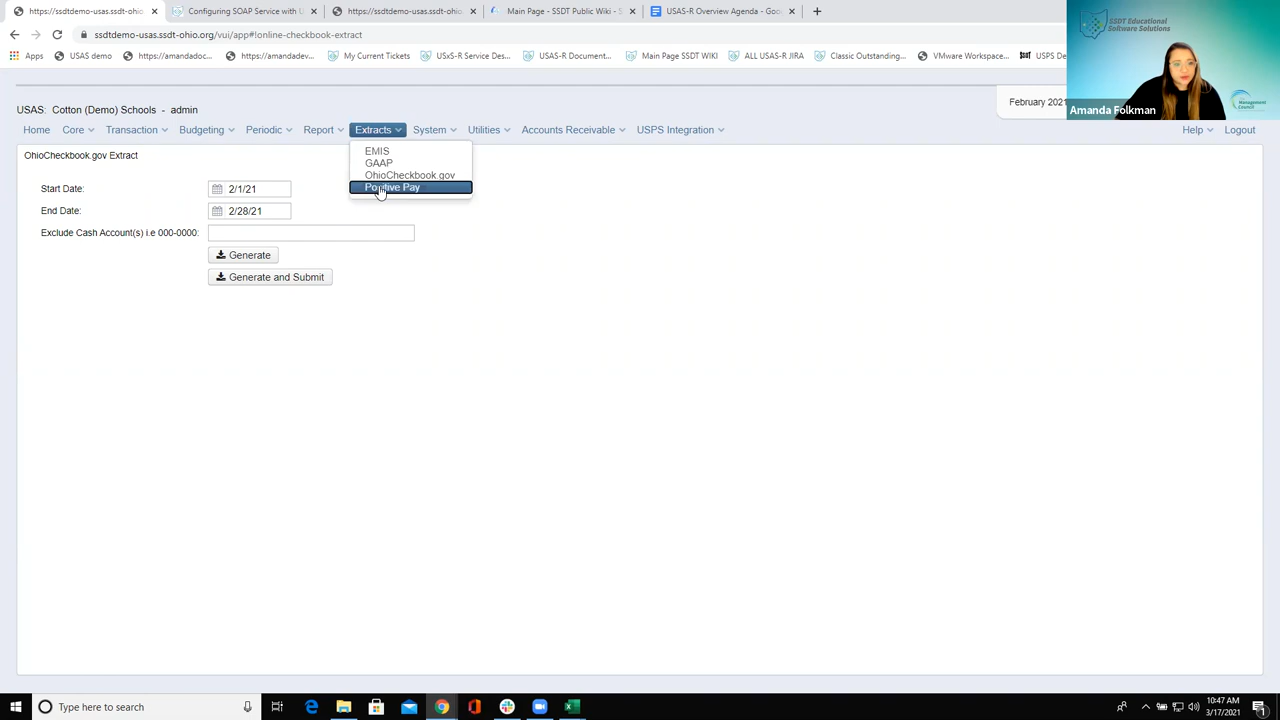 https://ssdtdemo-usas.ssdt-ohio.
Configuring SOAP Service with U
https://ssdtdemo-usas.ssdt-ohio.
Main Page - SSDT Public Wiki - S
USAS-R Overview Agenda - Goo
ssdtdemo-usas.ssdt-ohio.org/vui/app#!online-checkbook-extract
Apps
USAS demo
https://amandadoc...
https://amandadev...
My Current Tickets
USxS-R Service Des...
USAS-R Document...
Main Page SSDT WIKI
ALL USAS-R JIRA
Classic Outstanding...
VMware Workspace...
USPS De
SSDT Educational
Software Solutions
Management
Council
Amanda Folkman
February 2021
USAS: Cotton (Demo) Schools - admin
Home
Core
Transaction
Budgeting
Periodic
Report
Extracts
System
Utilities
Accounts Receivable
USPS Integration
Help
Logout
EMIS
GAAP
OhioCheckbook.gov
Positive Pay
OhioCheckbook.gov Extract
Start Date: 2/1/21
End Date: 2/28/21
Exclude Cash Account(s) i.e 000-0000:
Generate
Generate and Submit
Type here to search
10:47 AM
3/17/2021
1